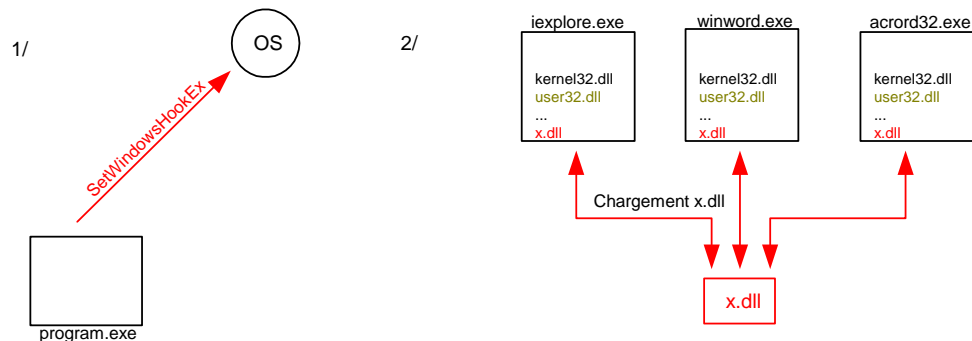 1/
OS
SetWindowsHookEx
program.exe
2/
iexplore.exe
kernel32.dll
user32.dll
...
x.dll
winword.exe
kernel32.dll
user32.dll
...
x.dll
acrord32.exe
kernel32.dll
user32.dll
...
x.dll
Chargement x.dll
x.dll